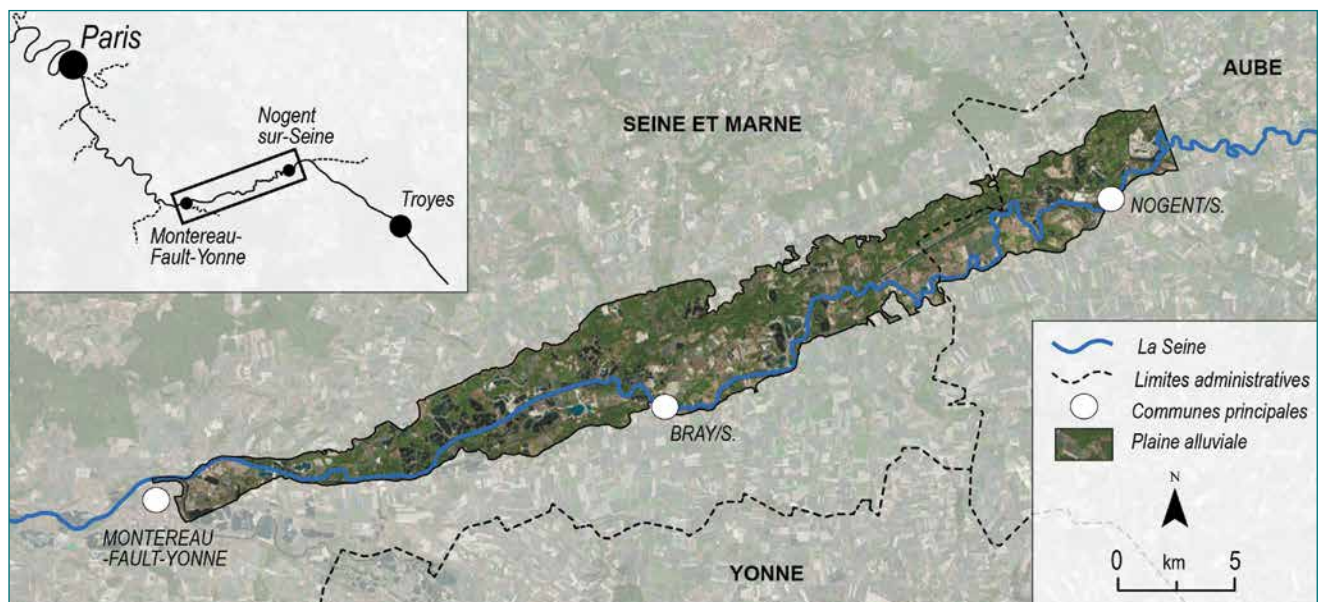 Paris
Nogent
sur-Seine
Troyes
Montereau-
Fault-Yonne
SEINE ET MARNE
AUBE
NOGENT/S.
BRAY/S.
MONTEREAU
-FAULT-YONNE
YONNE
La Seine
Limites administratives
Communes principales
Plaine alluviale
N
0 km 5